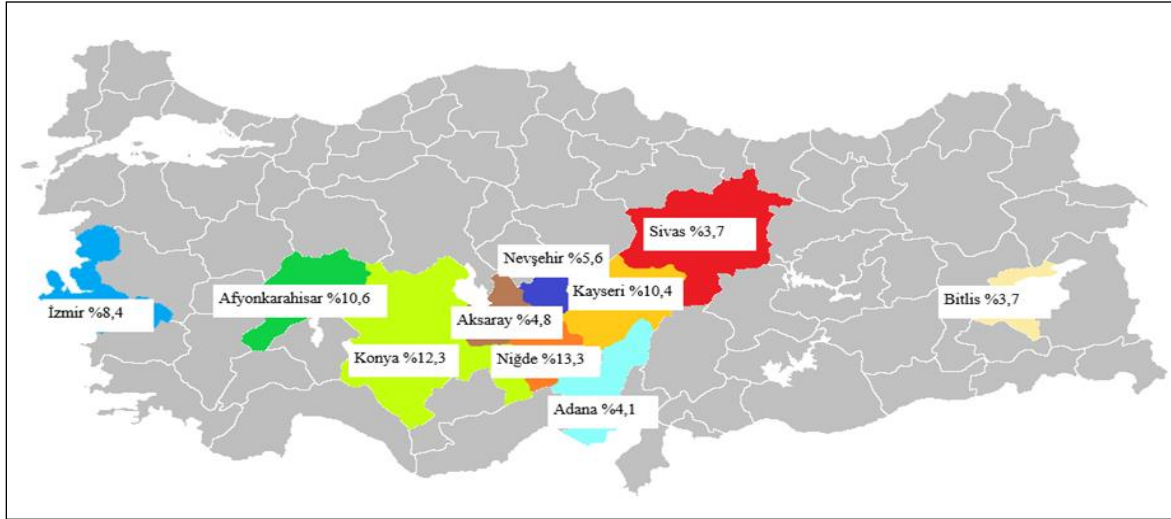 Sivas %3,7
Nevşehir %5,6
Kayseri %10,4
Afyonkarahisar %10,6
Bitlis %3,7
İzmir %8,4
Aksaray %4,8
Konya %12,3
Niğde %13,3
Adana %4,1